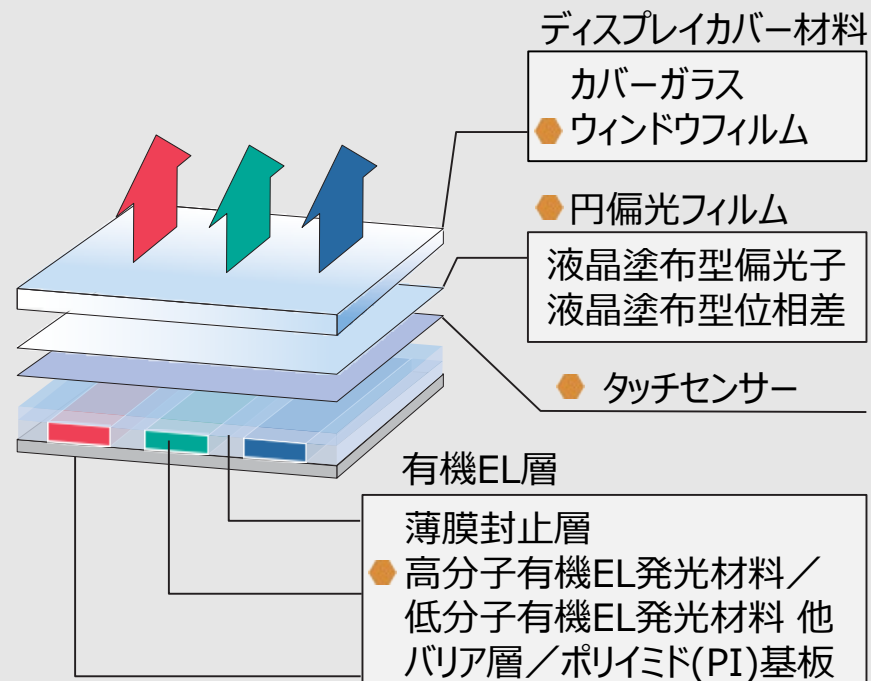 ディスプレイカバー材料
カバーガラス
ウィンドウフィルム
円偏光フィルム
液晶塗布型偏光子
液晶塗布型位相差
タッチセンサー
有機EL層
薄膜封止層
高分子有機EL発光材料／
低分子有機EL発光材料 他
バリア層／ポリイミド(PI)基板